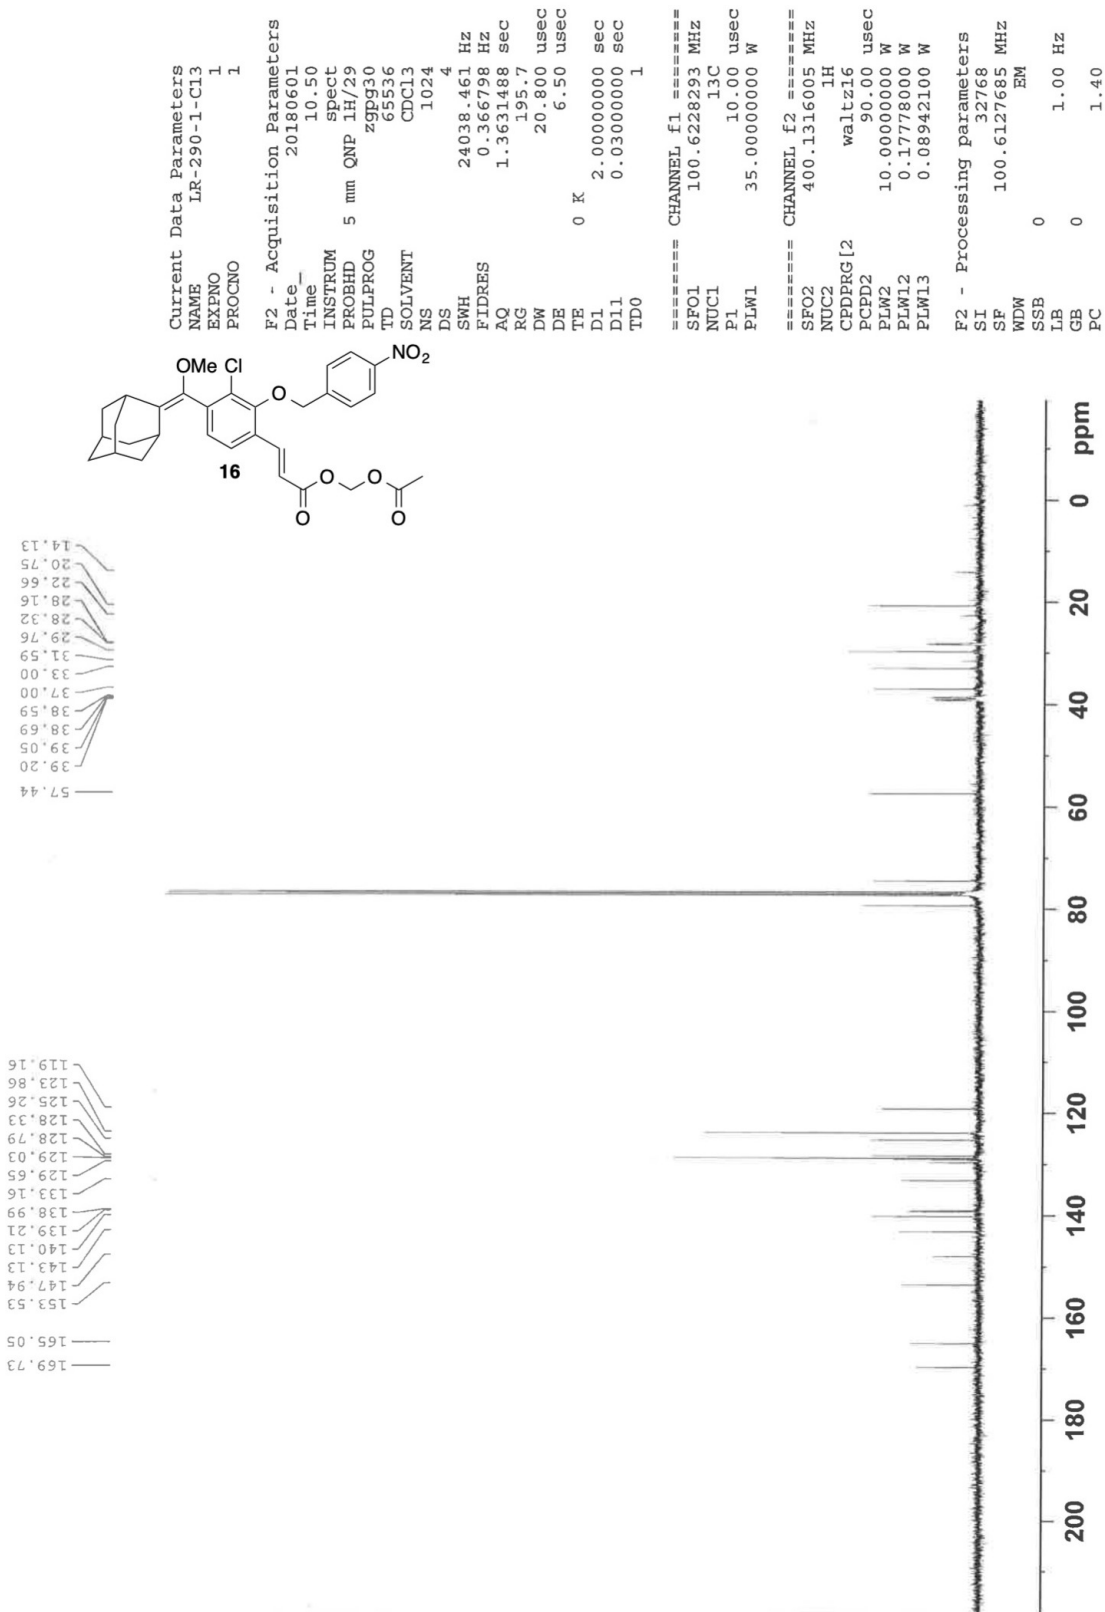 Current Data Parameters
NAME LR-290-1-C13
EXPNO 1
PROCNO 1
F2 - Acquisition Parameters
Date_ 20180601
Time 10.50
INSTRUM spect
PROBHD 5 mm QNP 1H/29
PULPROG zgpg30
TD 65536
SOLVENT CDCl3
NS 1024
DS 4
SWH 24038.461 Hz
FIDRES 0.366798 Hz
AQ 1.3631488 sec
RG 195.7
DW 20.800 usec
DE 6.50 usec
TE 0 K
D1 2.00000000 sec
D11 0.03000000 sec
TD0 1
======== CHANNEL f1 ========
SFO1 100.6228293 MHz
NUC1 13C
P1 10.00 usec
PLW1 35.00000000 W
======== CHANNEL f2 ========
SFO2 400.1316005 MHz
NUC2 1H
CPDPRG[2 waltz16
PCPD2 90.00 usec
PLW2 10.00000000 W
PLW12 0.17778000 W
PLW13 0.08942100 W
F2 - Processing parameters
SI 32768
SF 100.6127685 MHz
WDW EM
SSB 0
LB 1.00 Hz
GB 0
PC 1.40
OMe
Cl
O
NO2
O
O
O
O
16
14.13
20.75
22.66
28.16
28.32
29.76
31.59
33.00
37.00
38.59
38.69
39.05
39.20
57.44
119.16
123.86
125.26
128.33
128.79
129.03
129.65
133.16
138.99
139.21
140.13
143.13
147.94
153.53
165.05
169.73
ppm
0
20
40
60
80
100
120
140
160
180
200